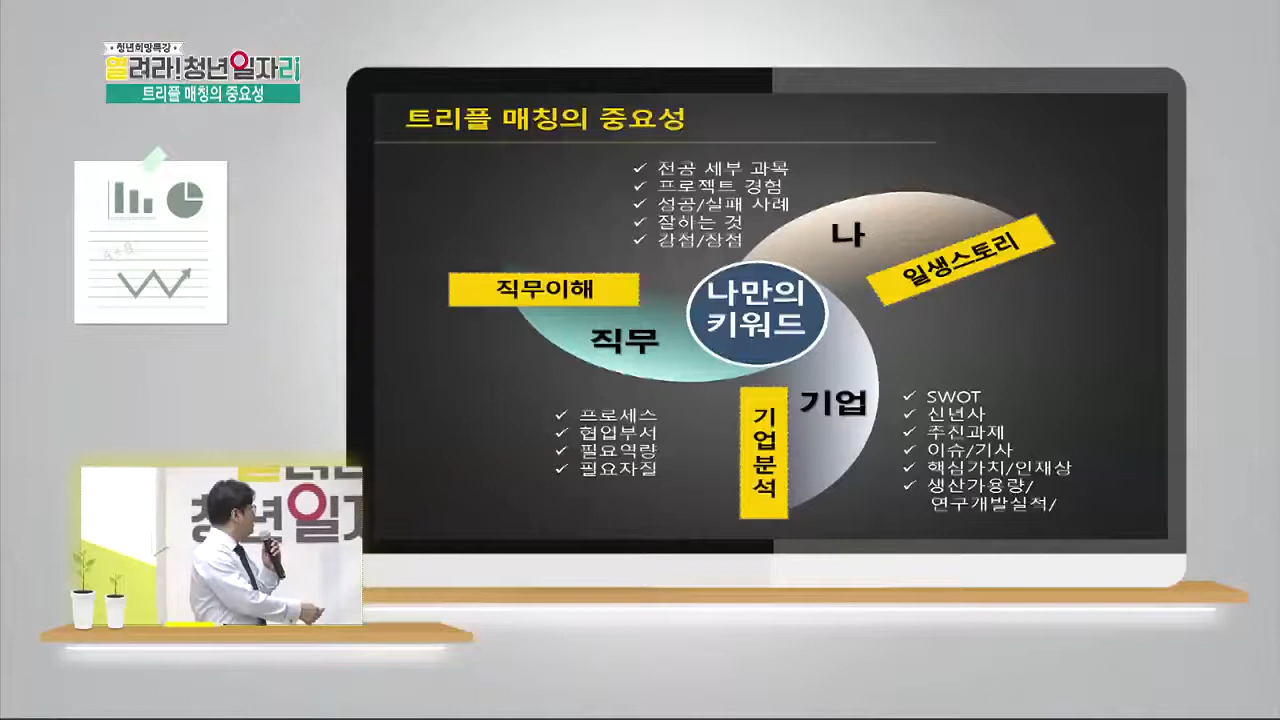 청년희망특강
열려라!청년일자리
트리플 매칭의 중요성
트리플 매칭의 중요성
전공 세부 과목
프로젝트 경험
성공/실패 사례
잘하는 것
강점/장점
나
일생스토리
직무이해
나만의
키워드
직무
기업
기업분석
프로세스
협업부서
필요역량
필요자질
SWOT
신년사
추진과제
이슈/기사
핵심가치/인재상
생산가용량/
연구개발실적/
A+B
청년일자